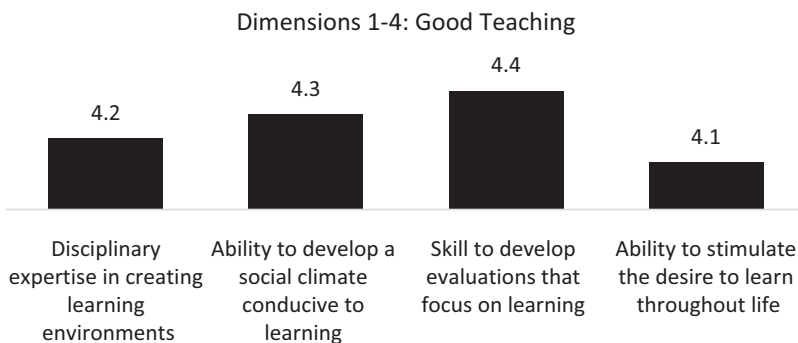 Dimensions 1-4: Good Teaching
4.2
4.3
4.4
4.1
Disciplinary
expertise in creating
learning
environments
Ability to develop a
social climate
conducive to
learning
Skill to develop
evaluations that
focus on learning
Ability to stimulate
the desire to learn
throughout life